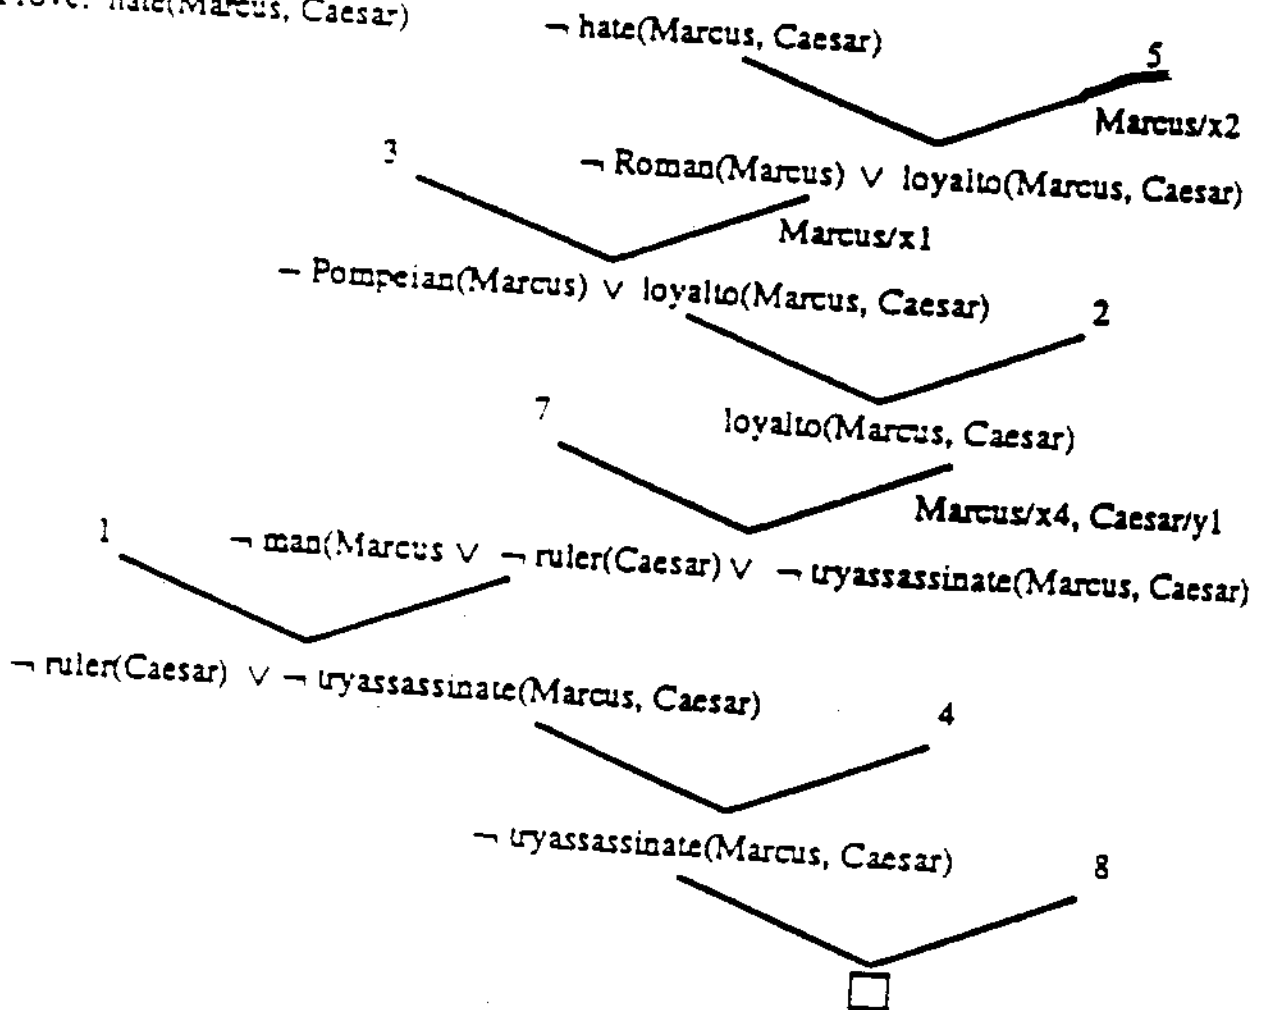 hate(Marcus, Caesar)
¬ hate(Marcus, Caesar)
5
Marcus/x2
3
¬ Roman(Marcus) ∨ loyalto(Marcus, Caesar)
Marcus/x1
¬ Pompeian(Marcus) ∨ loyalto(Marcus, Caesar)
2
7
loyalto(Marcus, Caesar)
Marcus/x4, Caesar/y1
1
¬ man(Marcus ∨ ¬ ruler(Caesar) ∨ ¬ tryassassinate(Marcus, Caesar)
¬ ruler(Caesar) ∨ ¬ tryassassinate(Marcus, Caesar)
4
¬ tryassassinate(Marcus, Caesar)
8